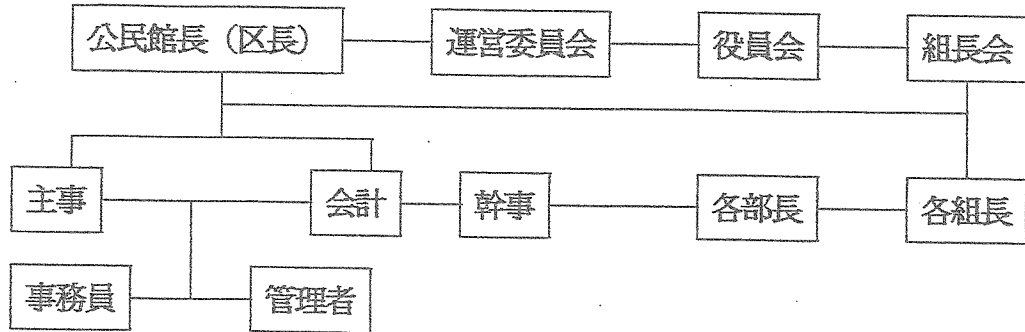 公民館長（区長） 運営委員会 役員会 組長会
主事 会計 幹事 各部長 各組長
事務員 管理者